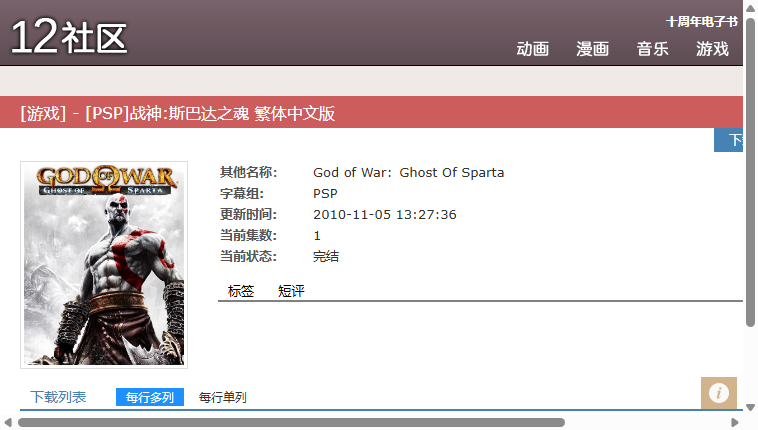 12社区
十周年电子书
动画 漫画 音乐 游戏
[游戏] - [PSP]战神:斯巴达之魂 繁体中文版
GOD OF WAR
GHOST OF SPARTA
其他名称: God of War: Ghost Of Sparta
字幕组: PSP
更新时间: 2010-11-05 13:27:36
当前集数: 1
当前状态: 完结
标签 短评
下载列表 每行多列 每行单列